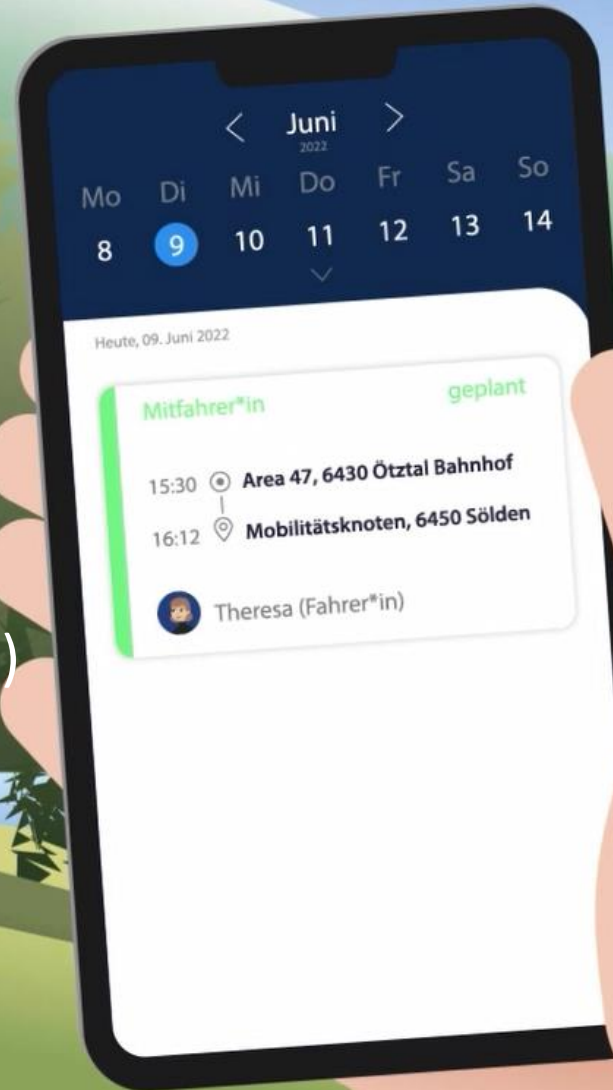 Juni
2022
Mo Di Mi Do Fr Sa So
8 9 10 11 12 13 14
Heute, 09. Juni 2022
Mitfahrer*in geplant
15:30 Area 47, 6430 Ötztal Bahnhof
16:12 Mobilitätsknoten, 6450 Sölden
Theresa (Fahrer*in)
)